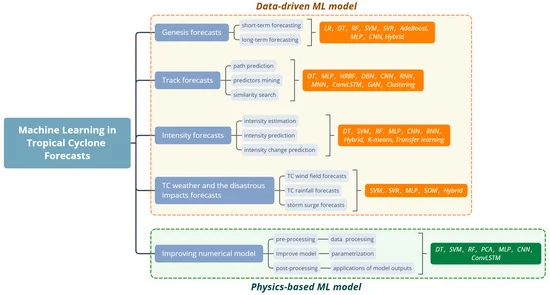 Data-driven ML model
Genesis forecasts
short-term forecasting
long-term forecasting
LR, DT, RF, SVM, SVR, AdaBoost,
MLP, CNN, Hybrid
Track forecasts
path prediction
predictors mining
similarity search
DT, MLP, HRBF, DBN, CNN, RNN,
MNN, ConvLSTM, GAN, Clustering
Machine Learning in
Tropical Cyclone
Forecasts
Intensity forecasts
intensity estimation
intensity prediction
intensity change prediction
DT, SVM, RF, MLP, CNN, RNN,
Hybrid, K-means, Transfer learning
TC weather and the disastrous
impacts forecasts
TC wind field forecasts
TC rainfall forecasts
storm surge forecasts
SVM, SVR, MLP, SOM, Hybrid
Improving numerical model
pre-processing
data processing
Improve model
parametrization
post-processing
applications of model outputs
DT, SVM, RF, PCA, MLP, CNN,
ConvLSTM
Physics-based ML model